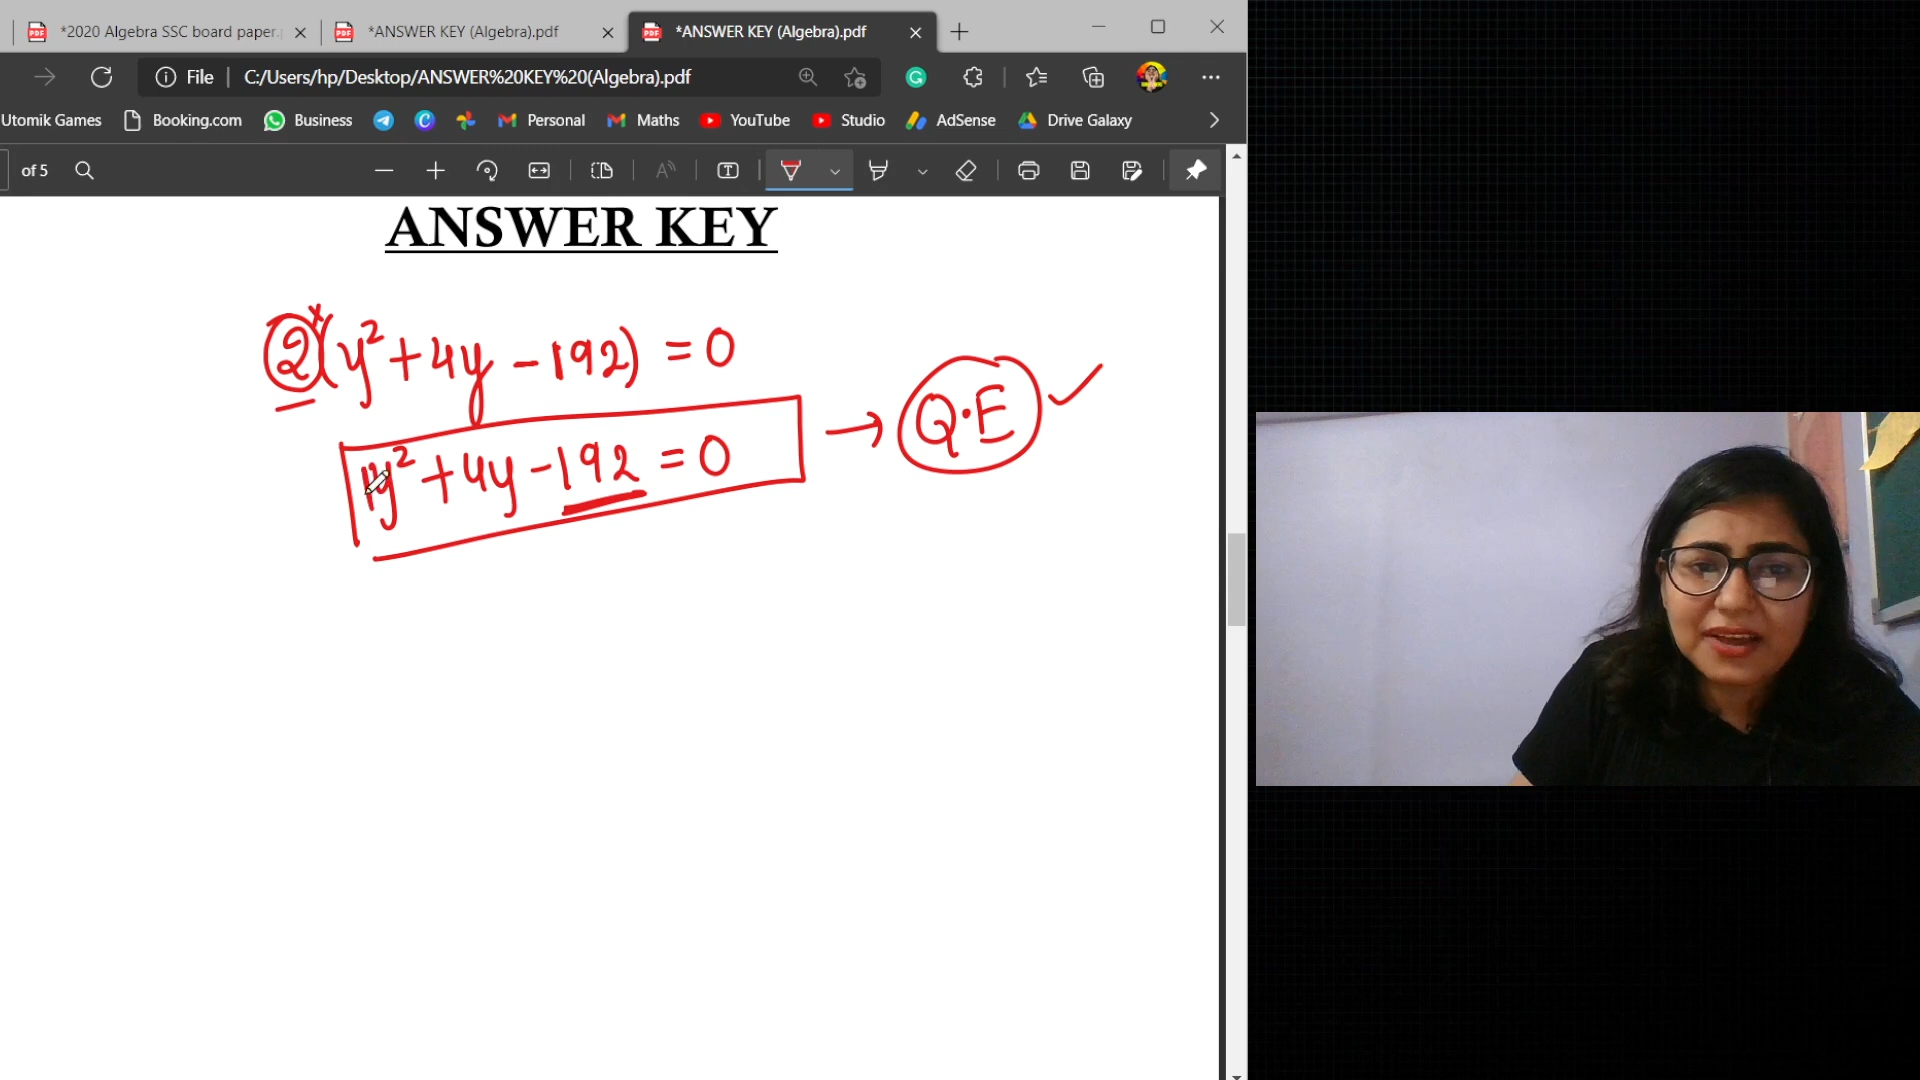 *2020 Algebra SSC board paper.p
*ANSWER KEY (Algebra).pdf
*ANSWER KEY (Algebra).pdf
File
C:/Users/hp/Desktop/ANSWER%20KEY%20(Algebra).pdf
Utomik Games
Booking.com
Business
Personal
Maths
YouTube
Studio
AdSense
Drive Galaxy
of 5
ANSWER KEY
2×(y²+4y-192)=0
1y²+4y-192=0 → Q.E ✓